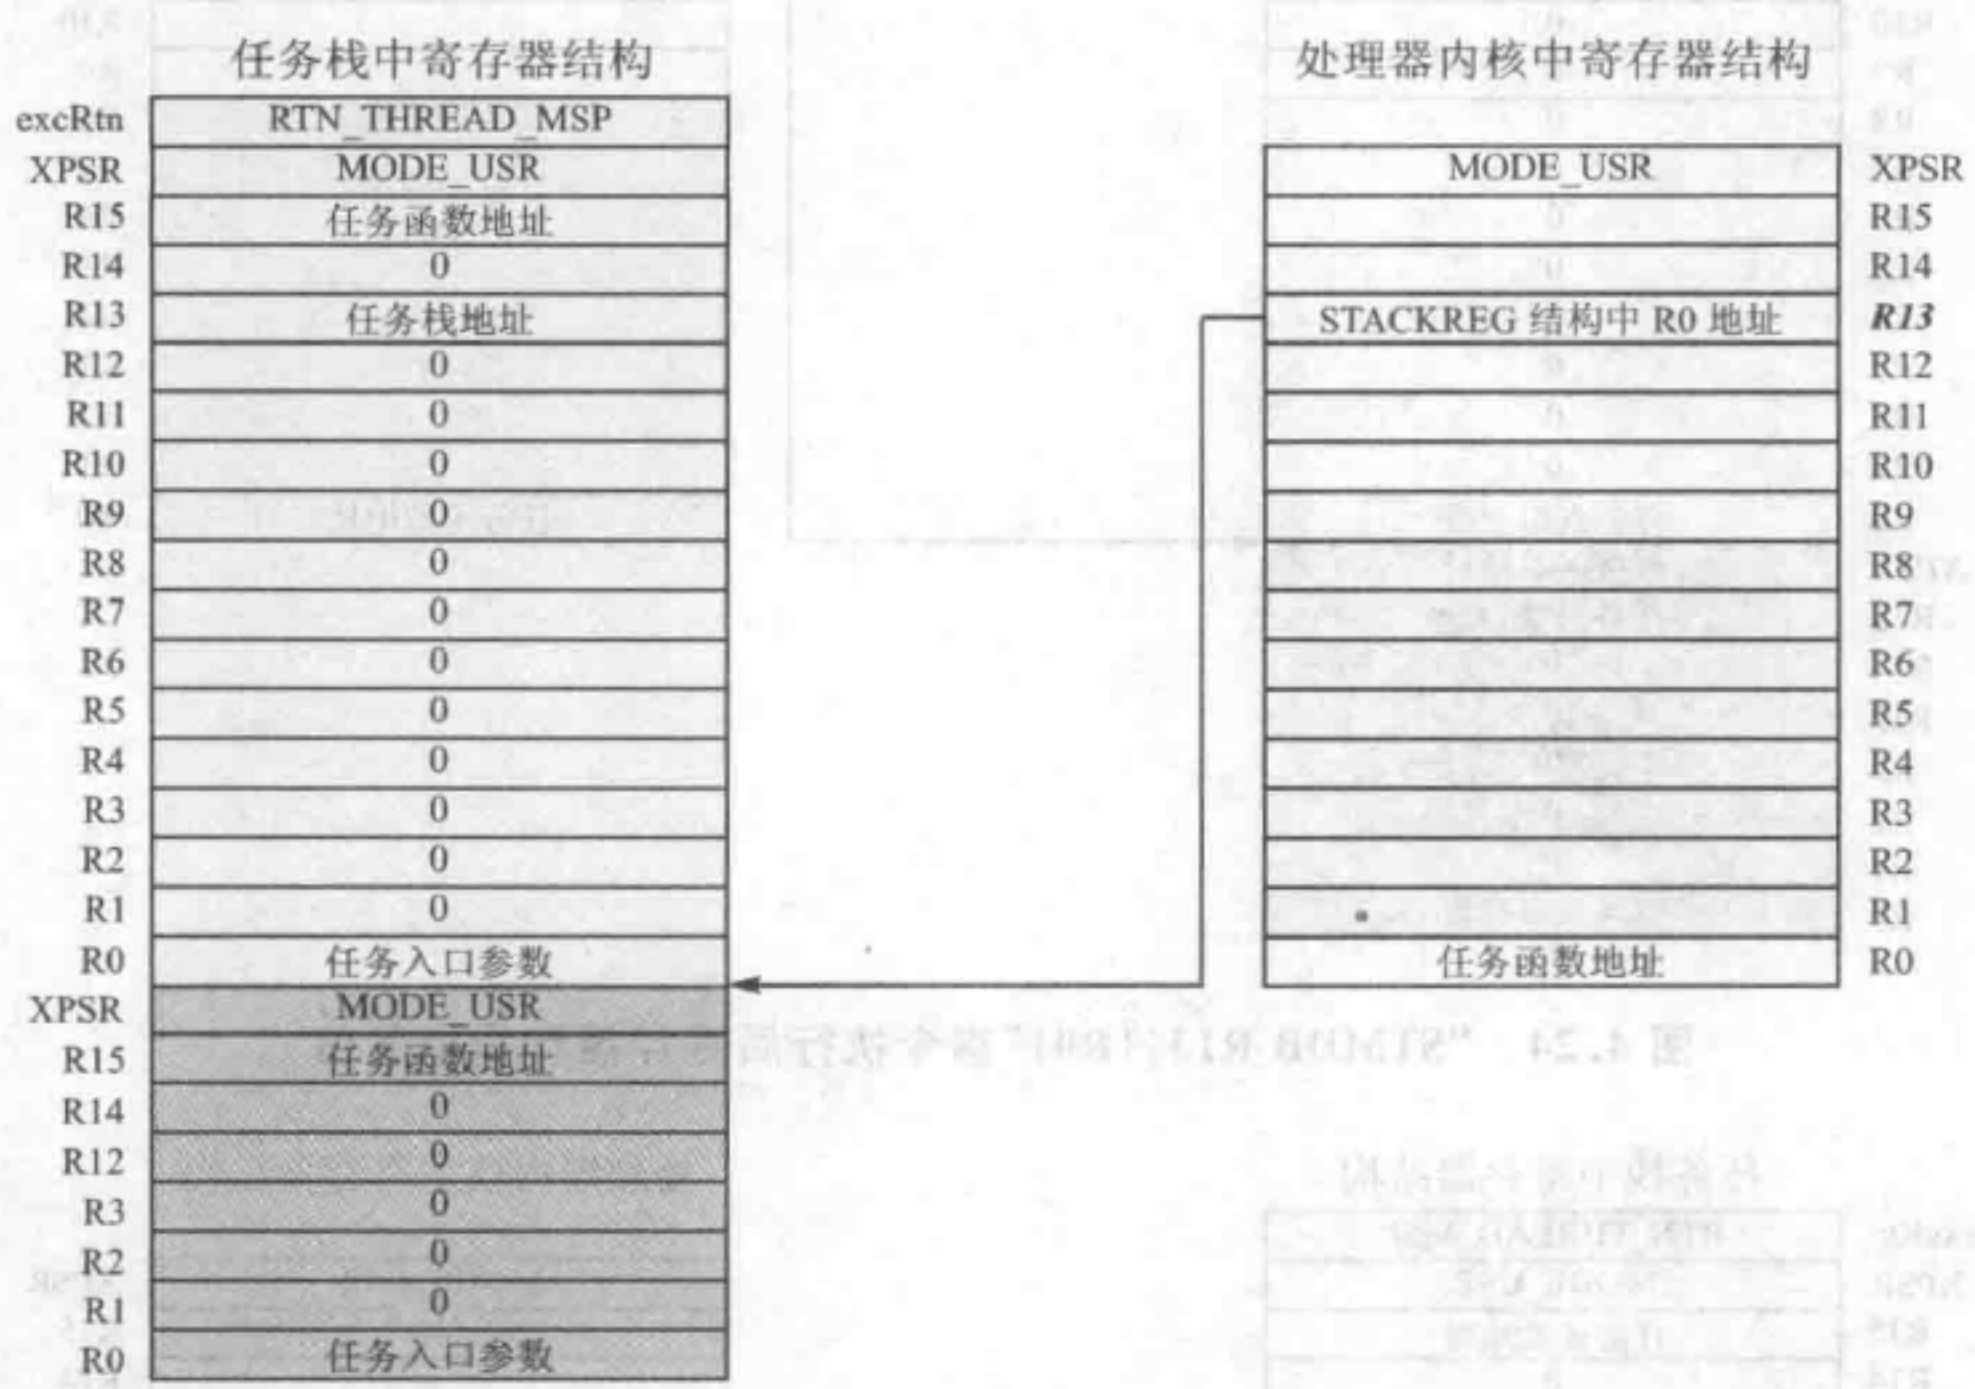 任务栈中寄存器结构
excRtn RTN_THREAD_MSP
XPSR MODE_USR
R15 任务函数地址
R14 0
R13 任务栈地址
R12 0
R11 0
R10 0
R9 0
R8 0
R7 0
R6 0
R5 0
R4 0
R3 0
R2 0
R1 0
R0 任务入口参数
XPSR MODE_USR
R15 任务函数地址
R14 0
R12 0
R3 0
R2 0
R1 0
R0 任务入口参数
处理器内核中寄存器结构
MODE_USR XPSR
R15
R14
STACKREG 结构中 R0 地址 R13
R12
R11
R10
R9
R8
R7
R6
R5
R4
R3
R2
R1
任务函数地址 R0